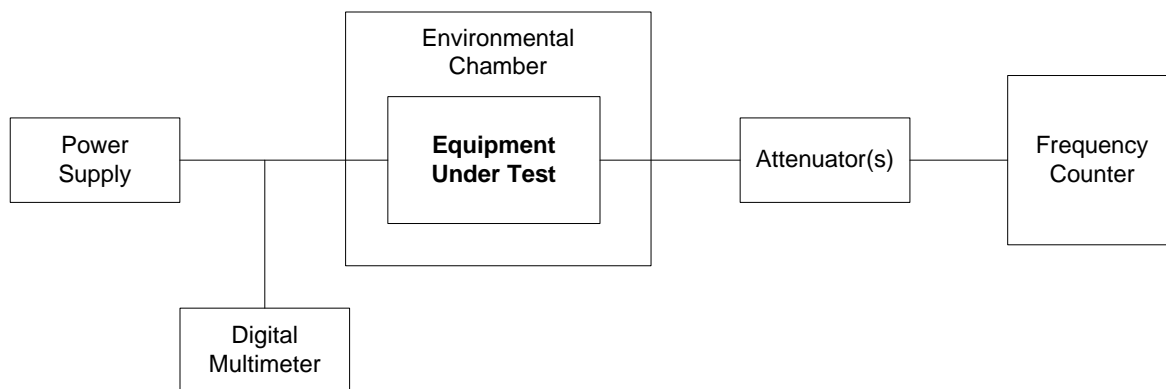 Environmental
Chamber
Power
Supply
Equipment
Under Test
Attenuator(s)
Frequency
Counter
Digital
Multimeter